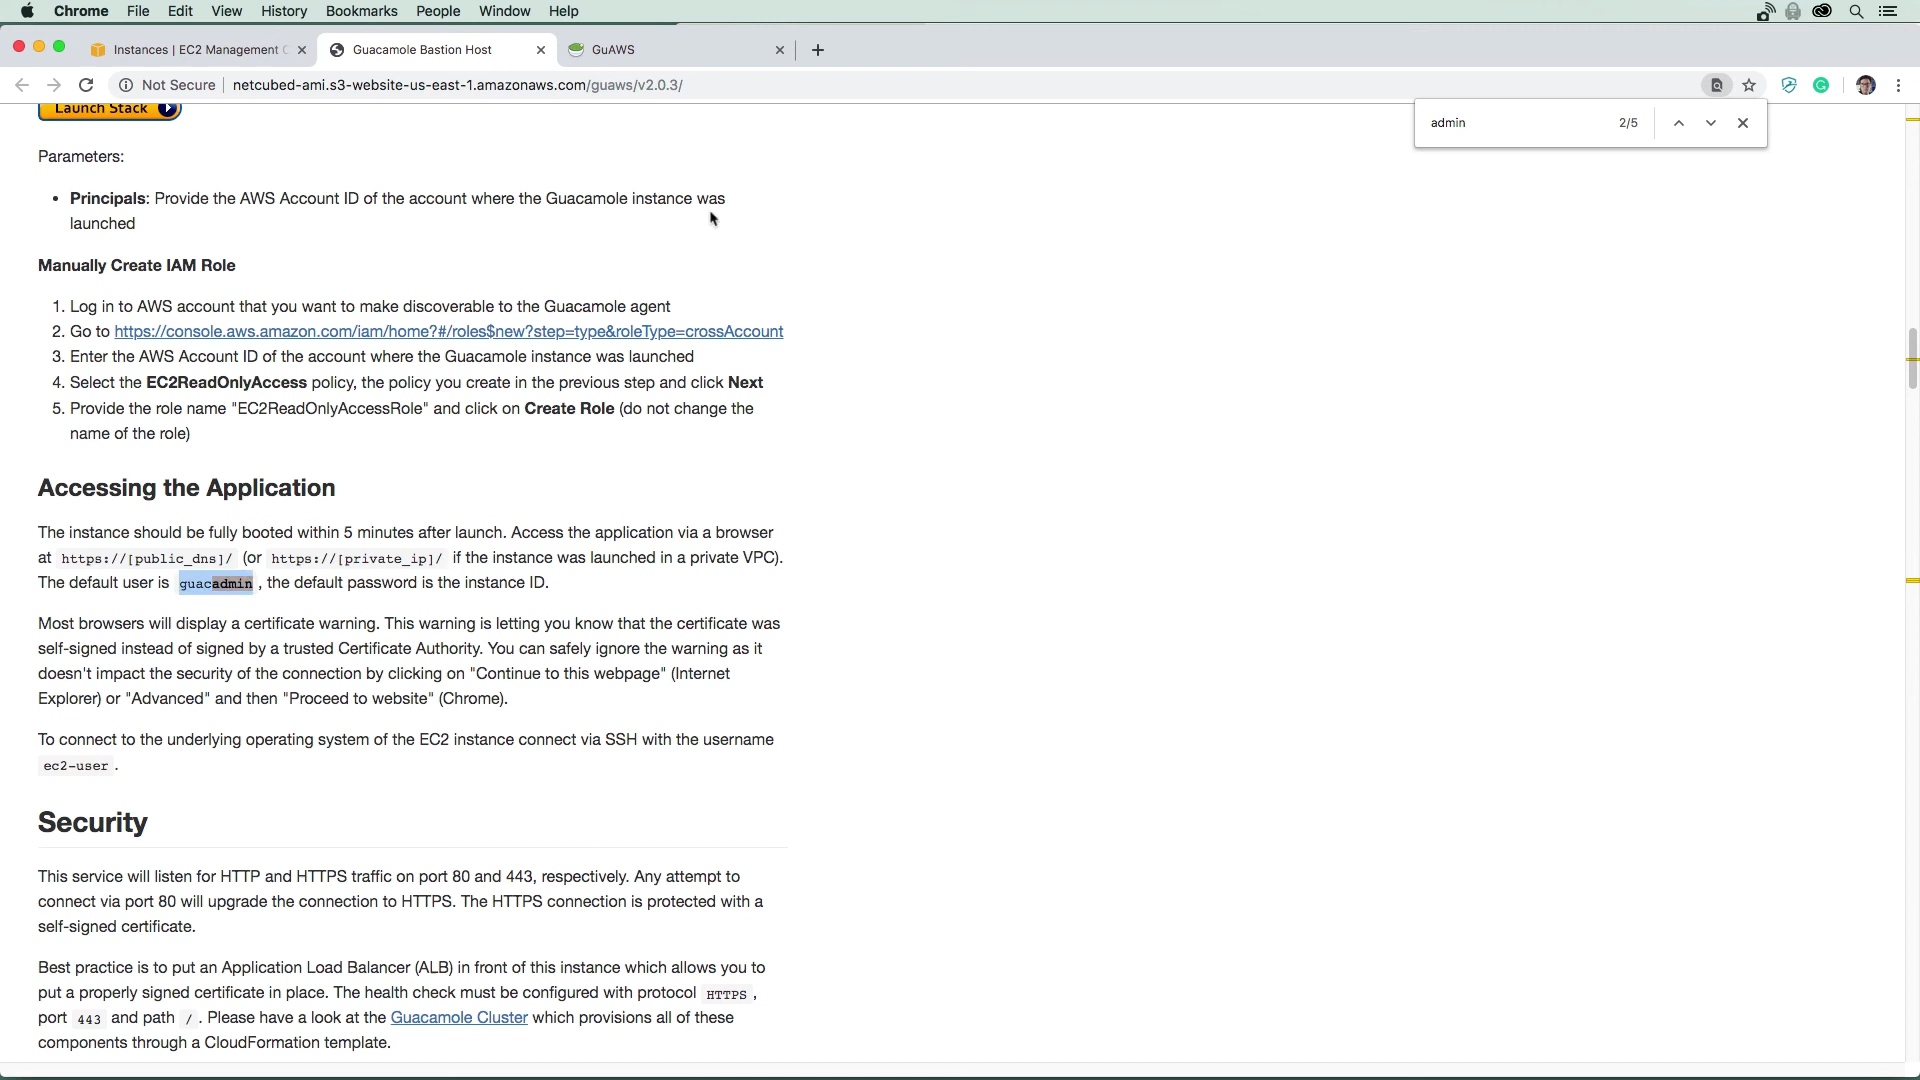 Chrome File Edit View History Bookmarks People Window Help
Instances | EC2 Management Guacamole Bastion Host GuAWS
Not Secure netcubed-ami.s3-website-us-east-1.amazonaws.com/guaws/v2.0.3/
Launch Stack
admin 2/5
Parameters:
Principals: Provide the AWS Account ID of the account where the Guacamole instance was
launched
Manually Create IAM Role
1. Log in to AWS account that you want to make discoverable to the Guacamole agent
2. Go to https://console.aws.amazon.com/iam/home?#/roles$new?step=type&roleType=crossAccount
3. Enter the AWS Account ID of the account where the Guacamole instance was launched
4. Select the EC2ReadOnlyAccess policy, the policy you create in the previous step and click Next
5. Provide the role name "EC2ReadOnlyAccessRole" and click on Create Role (do not change the
name of the role)
Accessing the Application
The instance should be fully booted within 5 minutes after launch. Access the application via a browser
at https://[public_dns]/ (or https://[private_ip]/ if the instance was launched in a private VPC).
The default user is guacadmin , the default password is the instance ID.
Most browsers will display a certificate warning. This warning is letting you know that the certificate was
self-signed instead of signed by a trusted Certificate Authority. You can safely ignore the warning as it
doesn't impact the security of the connection by clicking on "Continue to this webpage" (Internet
Explorer) or "Advanced" and then "Proceed to website" (Chrome).
To connect to the underlying operating system of the EC2 instance connect via SSH with the username
ec2-user .
Security
This service will listen for HTTP and HTTPS traffic on port 80 and 443, respectively. Any attempt to
connect via port 80 will upgrade the connection to HTTPS. The HTTPS connection is protected with a
self-signed certificate.
Best practice is to put an Application Load Balancer (ALB) in front of this instance which allows you to
put a properly signed certificate in place. The health check must be configured with protocol HTTPS ,
port 443 and path / . Please have a look at the Guacamole Cluster which provisions all of these
components through a CloudFormation template.